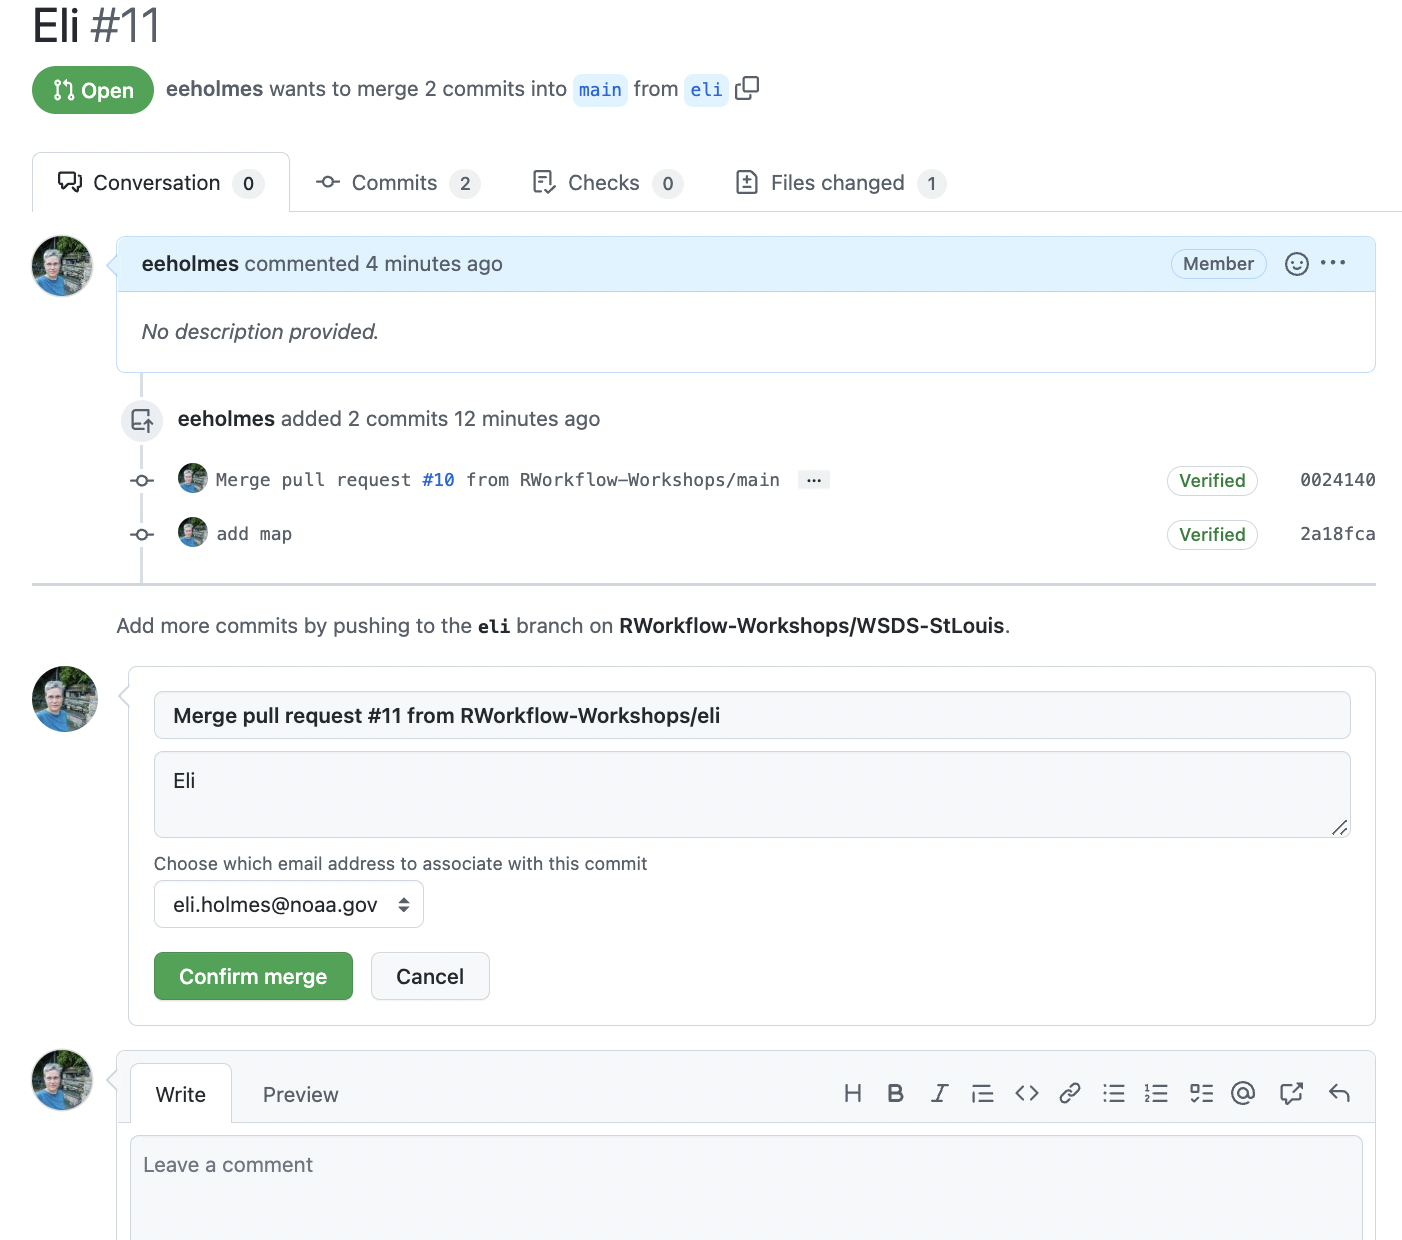 Eli #11
Open eeholmes wants to merge 2 commits into main from eli
Conversation 0 Commits 2 Checks 0 Files changed 1
eeholmes commented 4 minutes ago Member
No description provided.
eeholmes added 2 commits 12 minutes ago
Merge pull request #10 from RWorkflow-Workshops/main … Verified 0024140
add map Verified 2a18fca
Add more commits by pushing to the eli branch on RWorkflow-Workshops/WSDS-StLouis.
Merge pull request #11 from RWorkflow-Workshops/eli
Eli
Choose which email address to associate with this commit
eli.holmes@noaa.gov
Confirm merge Cancel
Write Preview
Leave a comment